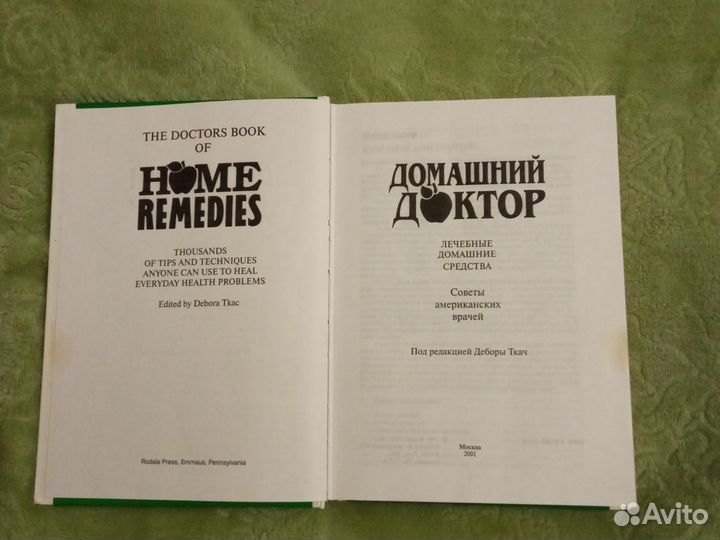 THE DOCTORS BOOK
OF
HOME
REMEDIES
THOUSANDS
OF TIPS AND TECHNIQUES
ANYONE CAN USE TO HEAL
EVERYDAY HEALTH PROBLEMS
Edited by Debora Tkac
Rodale Press, Emmaus, Pennsylvania
ДОМАШНИЙ
ДОКТОР
ЛЕЧЕБНЫЕ
ДОМАШНИЕ
СРЕДСТВА
Советы
американских
врачей
Под редакцией Деборы Ткач
Москва
2001
Avito